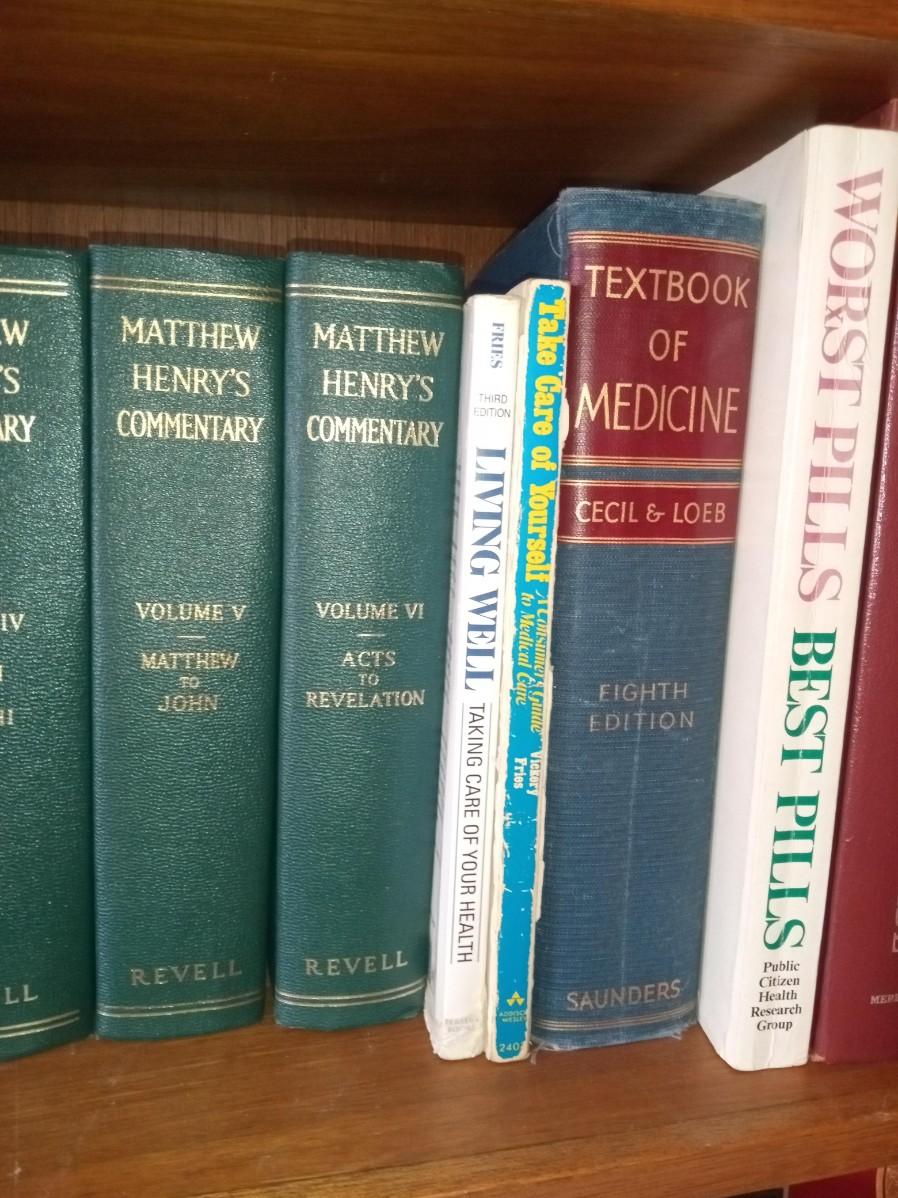 W
'S
ARY
IV
LL
MATTHEW
HENRY'S
COMMENTARY
VOLUME V
MATTHEW
TO
JOHN
REVELL
MATTHEW
HENRY'S
COMMENTARY
VOLUME VI
ACTS
TO
REVELATION
REVELL
FRIES
THIRD
EDITION
LIVING WELL
TAKING CARE OF YOUR HEALTH
Take Care of Yourself
A Consumer's Guide
to Medical Care
Vickery
Fries
TEXTBOOK
OF
MEDICINE
CECIL & LOEB
EIGHTH
EDITION
SAUNDERS
WORST PILLS BEST PILLS
Public
Citizen
Health
Research
Group
MER